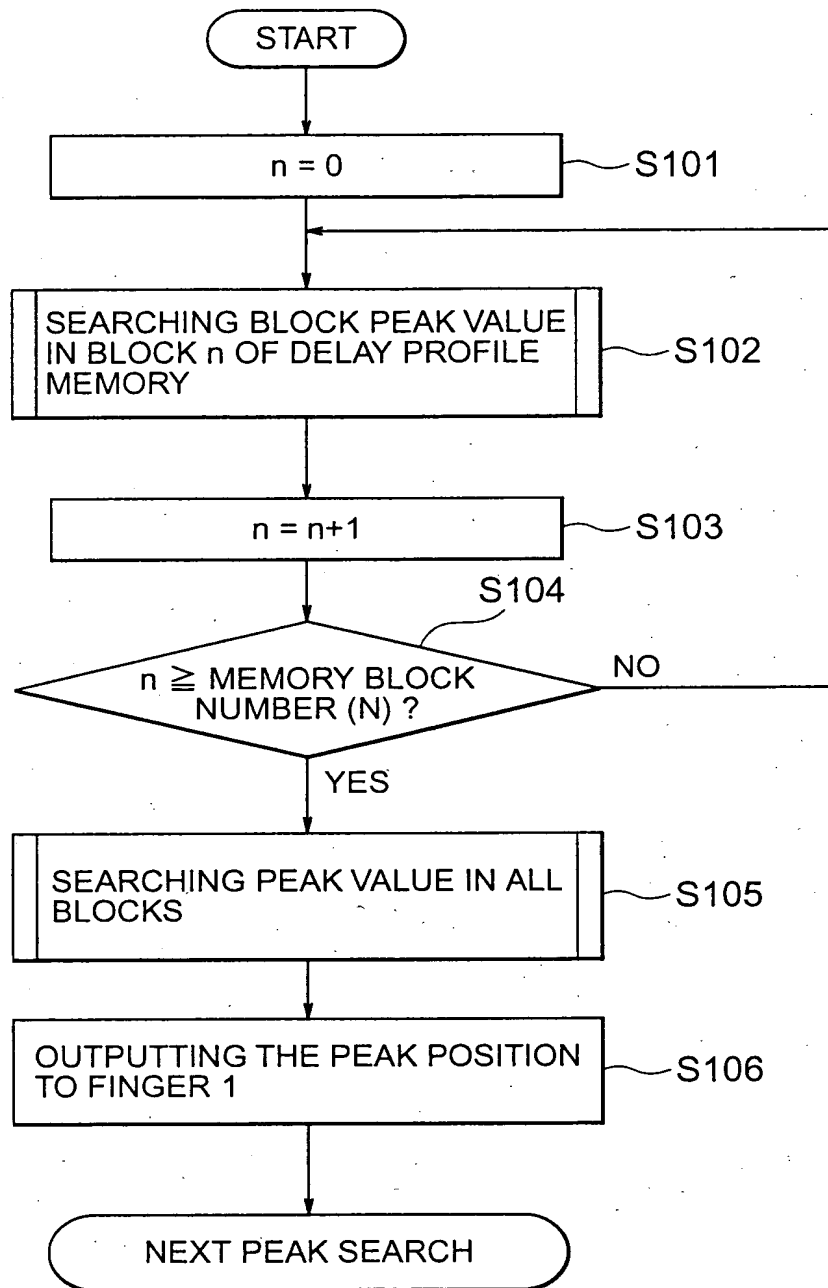 START
n = 0
S101
SEARCHING BLOCK PEAK VALUE
IN BLOCK n OF DELAY PROFILE
MEMORY
S102
n = n+1
S103
S104
n ≧ MEMORY BLOCK
NUMBER (N) ?
NO
YES
SEARCHING PEAK VALUE IN ALL
BLOCKS
S105
OUTPUTTING THE PEAK POSITION
TO FINGER 1
S106
NEXT PEAK SEARCH